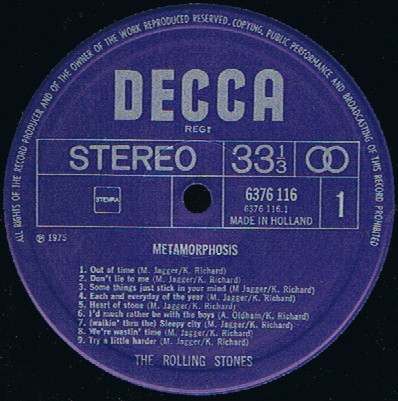 ALL RIGHTS OF THE RECORD PRODUCER AND OF THE OWNER OF THE WORK REPRODUCED RESERVED. COPYING, PUBLIC PERFORMANCE AND BROADCASTING OF THIS RECORD PROHIBITED
DECCA
REGT
STEREO 33 1/3
STEMRA
6376 116
6376 116.1
MADE IN HOLLAND
1
℗ 1975
METAMORPHOSIS
1. Out of time (M. Jagger/K. Richard)
2. Don't lie to me (M. Jagger/K. Richard)
3. Some things just stick in your mind (M Jagger/K. Richard)
4. Each and everyday of the year (M. Jagger/K. Richard)
5. Heart of stone (M. Jagger/K. Richard)
6. I'd much rather be with the boys (A. Oldham/K. Richard)
7. (walkin' thru the) Sleepy city (M. Jagger/K. Richard)
8. We're wastin' time (M. Jagger/K. Richard)
9. Try a little harder (M. Jagger/K. Richard)
THE ROLLING STONES